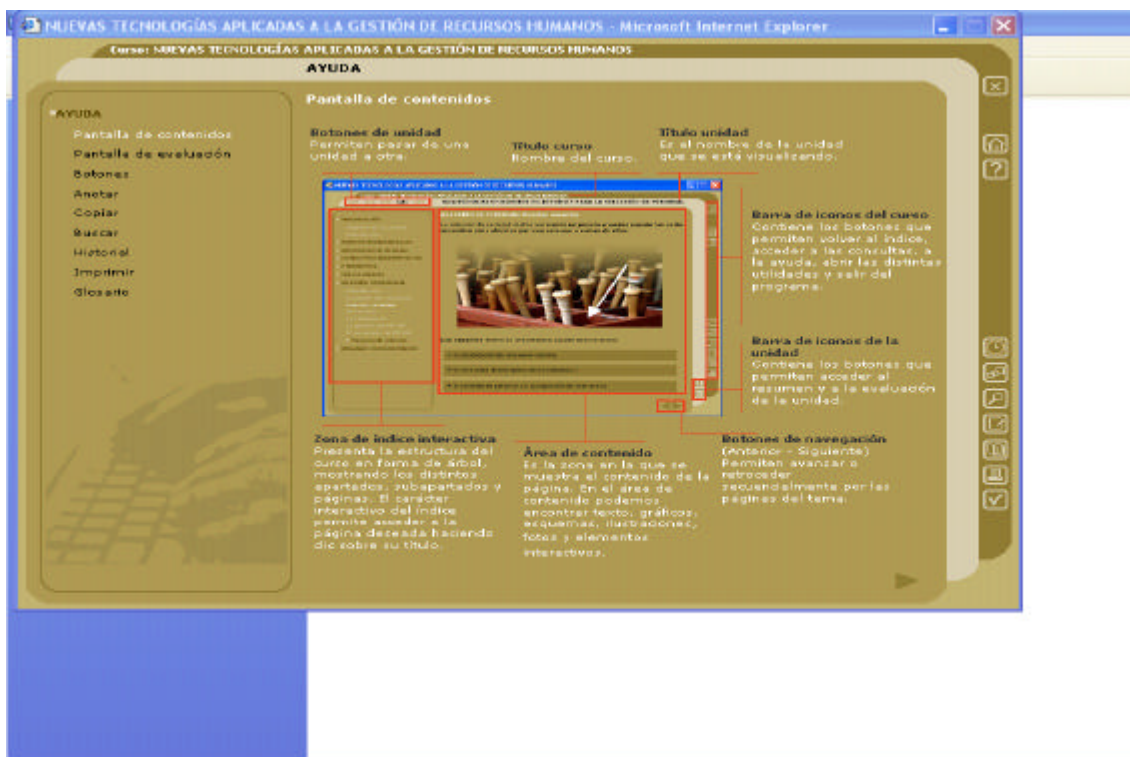 NUEVAS TECNOLOGÍAS APLICADAS A LA GESTIÓN DE RECURSOS HUMANOS - Microsoft Internet Explorer
Curso: NUEVAS TECNOLOGÍAS APLICADAS A LA GESTIÓN DE RECURSOS HUMANOS
AYUDA
AYUDA
Pantalla de contenidos
Pantalla de evaluación
Botones
Anotar
Copiar
Buscar
Historial
Imprimir
Glosario
Pantalla de contenidos
Botones de unidad
Permiten pasar de una
unidad a otra.
Título curso
Nombre del curso.
Título unidad
Es el nombre de la unidad
que se está visualizando.
Barra de iconos del curso
Contiene los botones que
permiten volver al índice,
acceder a las consultas, a
la ayuda, abrir las distintas
utilidades y salir del
programa.
Barra de iconos de la
unidad
Contiene los botones que
permiten acceder al
resumen y a la evaluación
de la unidad.
Zona de índice interactiva
Presenta la estructura del
curso en forma de árbol,
mostrando los distintos
apartados, subapartados y
páginas. El carácter
interactivo del índice
permite acceder a la
página deseada haciendo
clic sobre su título.
Área de contenido
Es la zona en la que se
muestra el contenido de la
página. En el área de
contenido podemos
encontrar texto, gráficos,
esquemas, ilustraciones,
fotos y elementos
interactivos.
Botones de navegación
(Anterior - Siguiente)
Permiten avanzar o
retroceder
secuencialmente por las
páginas del tema.